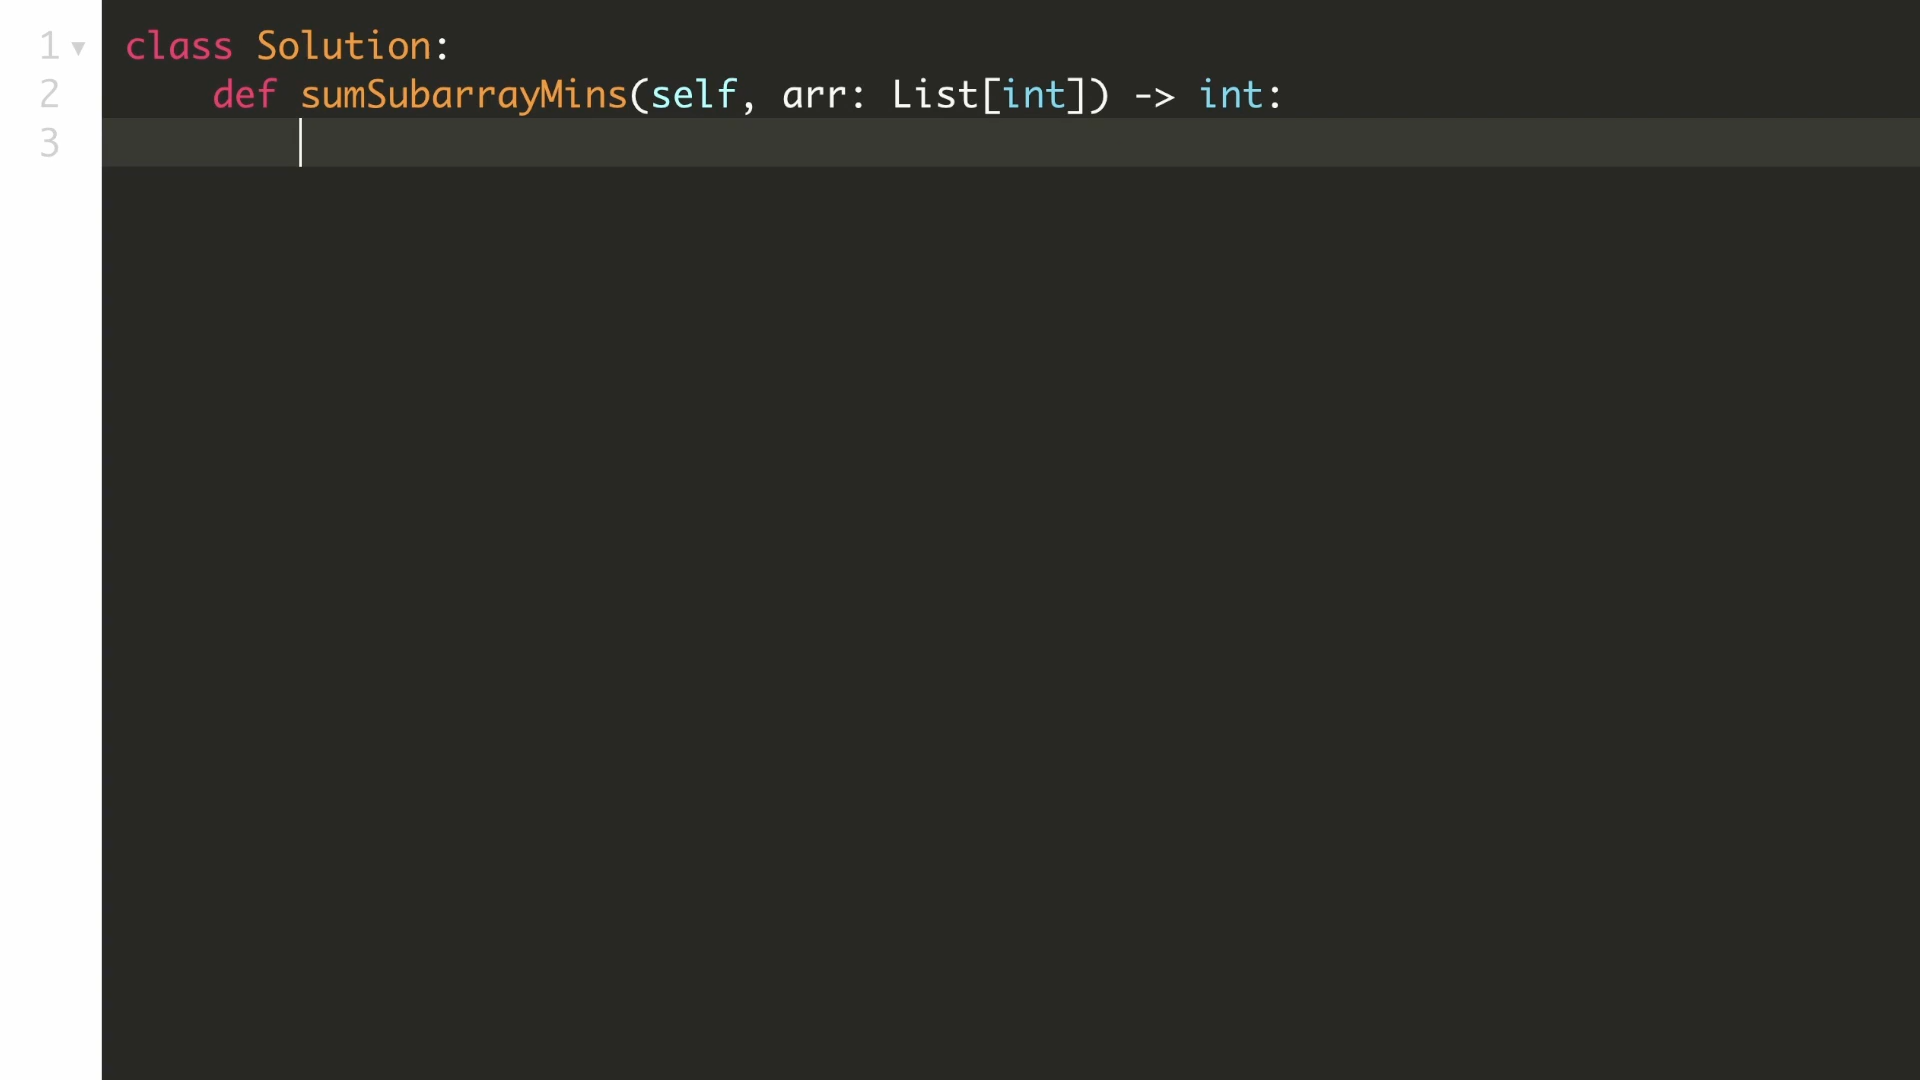 1 class Solution:
2     def sumSubarrayMins(self, arr: List[int]) -> int:
3